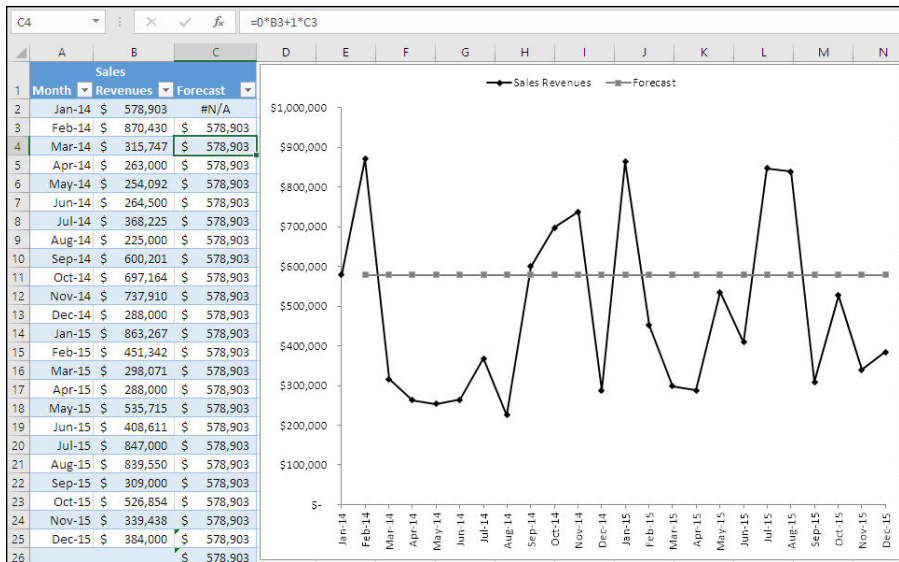 C4 fx =0*B3+1*C3
A B C D E F G H I J K L M N
Sales
1 Month Revenues Forecast
2 Jan-14 $ 578,903 #N/A
3 Feb-14 $ 870,430 $ 578,903
4 Mar-14 $ 315,747 $ 578,903
5 Apr-14 $ 263,000 $ 578,903
6 May-14 $ 254,092 $ 578,903
7 Jun-14 $ 264,500 $ 578,903
8 Jul-14 $ 368,225 $ 578,903
9 Aug-14 $ 225,000 $ 578,903
10 Sep-14 $ 600,201 $ 578,903
11 Oct-14 $ 697,164 $ 578,903
12 Nov-14 $ 737,910 $ 578,903
13 Dec-14 $ 288,000 $ 578,903
14 Jan-15 $ 863,267 $ 578,903
15 Feb-15 $ 451,342 $ 578,903
16 Mar-15 $ 298,071 $ 578,903
17 Apr-15 $ 288,000 $ 578,903
18 May-15 $ 535,715 $ 578,903
19 Jun-15 $ 408,611 $ 578,903
20 Jul-15 $ 847,000 $ 578,903
21 Aug-15 $ 839,550 $ 578,903
22 Sep-15 $ 309,000 $ 578,903
23 Oct-15 $ 526,854 $ 578,903
24 Nov-15 $ 339,438 $ 578,903
25 Dec-15 $ 384,000 $ 578,903
26 $ 578,903
Sales Revenues Forecast
$1,000,000
$900,000
$800,000
$700,000
$600,000
$500,000
$400,000
$300,000
$200,000
$100,000
$-
Jan-14
Feb-14
Mar-14
Apr-14
May-14
Jun-14
Jul-14
Aug-14
Sep-14
Oct-14
Nov-14
Dec-14
Jan-15
Feb-15
Mar-15
Apr-15
May-15
Jun-15
Jul-15
Aug-15
Sep-15
Oct-15
Nov-15
Dec-15